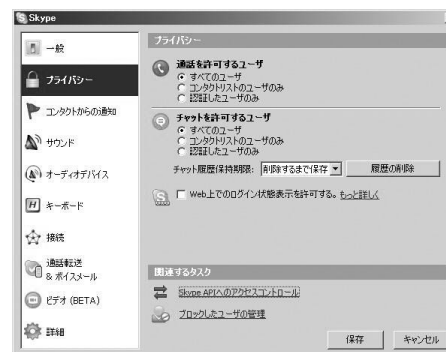 Skype
一般
プライバシー
コンタクトからの通知
サウンド
オーディオデバイス
キーボード
接続
通話転送
& ボイスメール
ビデオ (BETA)
詳細
プライバシー
通話を許可するユーザ
すべてのユーザ
コンタクトリストのユーザのみ
認証したユーザのみ
チャットを許可するユーザ
すべてのユーザ
コンタクトリストのユーザのみ
認証したユーザのみ
チャット履歴保持期限: 削除するまで保存 履歴の削除
Web上でのログイン状態表示を許可する。もっと詳しく
関連するタスク
Skype APIへのアクセスコントロール
ブロックしたユーザの管理
保存 キャンセル